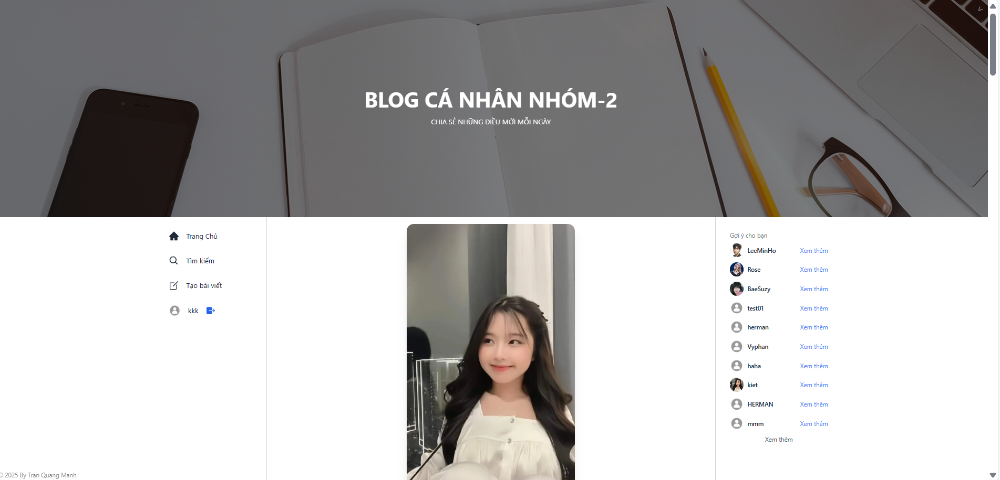 BLOG CÁ NHÂN NHÓM-2
CHIA SẺ NHỮNG ĐIỀU MỚI MỖI NGÀY
Trang Chủ
Tìm kiếm
Tạo bài viết
kkk
Gợi ý cho bạn
LeeMinHo Xem thêm
Rose Xem thêm
BaeSuzy Xem thêm
test01 Xem thêm
herman Xem thêm
Vyphan Xem thêm
haha Xem thêm
kiet Xem thêm
HERMAN Xem thêm
mmm Xem thêm
Xem thêm
© 2025 By Tran Quang Manh